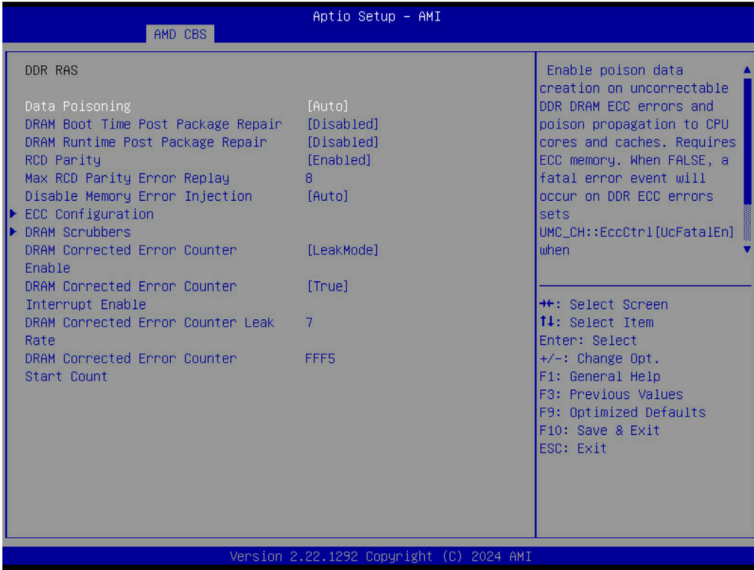 Aptio Setup – AMI
AMD CBS
DDR RAS
Data Poisoning [Auto]
DRAM Boot Time Post Package Repair [Disabled]
DRAM Runtime Post Package Repair [Disabled]
RCD Parity [Enabled]
Max RCD Parity Error Replay 8
Disable Memory Error Injection [Auto]
ECC Configuration
DRAM Scrubbers
DRAM Corrected Error Counter [LeakMode]
Enable
DRAM Corrected Error Counter [True]
Interrupt Enable
DRAM Corrected Error Counter Leak 7
Rate
DRAM Corrected Error Counter FFF5
Start Count
Enable poison data
creation on uncorrectable
DDR DRAM ECC errors and
poison propagation to CPU
cores and caches. Requires
ECC memory. When FALSE, a
fatal error event will
occur on DDR ECC errors
sets
UMC_CH::EccCtrl[UcFatalEn]
when
→←: Select Screen
↑↓: Select Item
Enter: Select
+/-: Change Opt.
F1: General Help
F3: Previous Values
F9: Optimized Defaults
F10: Save & Exit
ESC: Exit
Version 2.22.1292 Copyright (C) 2024 AMI